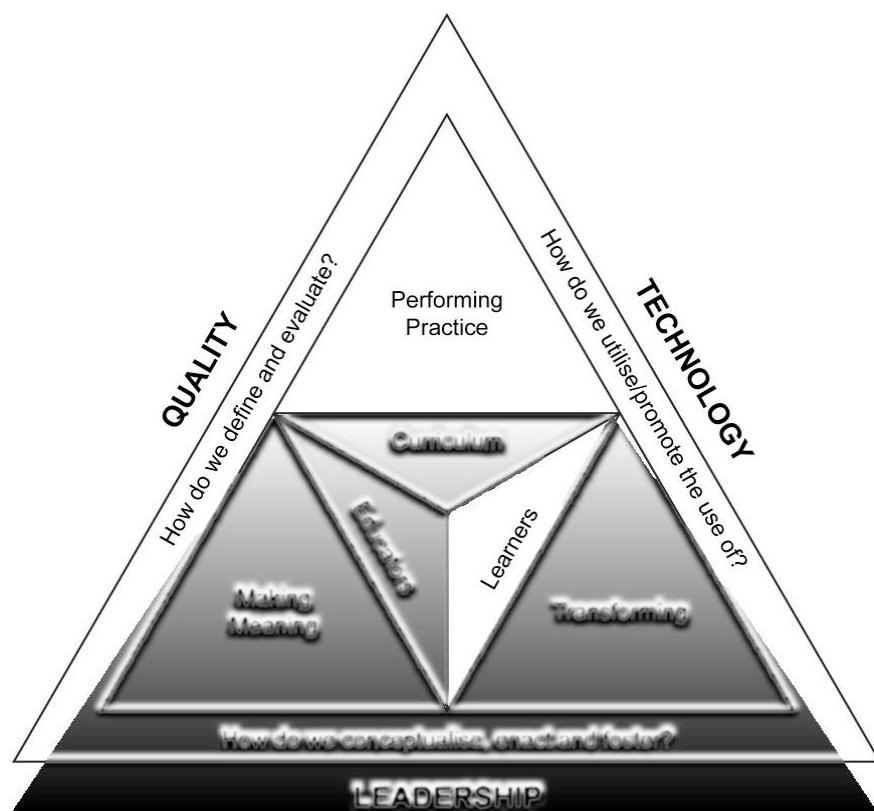 QUALITY
How do we define and evaluate?
TECHNOLOGY
How do we utilise/promote the use of?
Performing
Practice
Curriculum
Educators
Learners
Making
Meaning
Transforming
How do we conceptualise, enact and foster?
LEADERSHIP